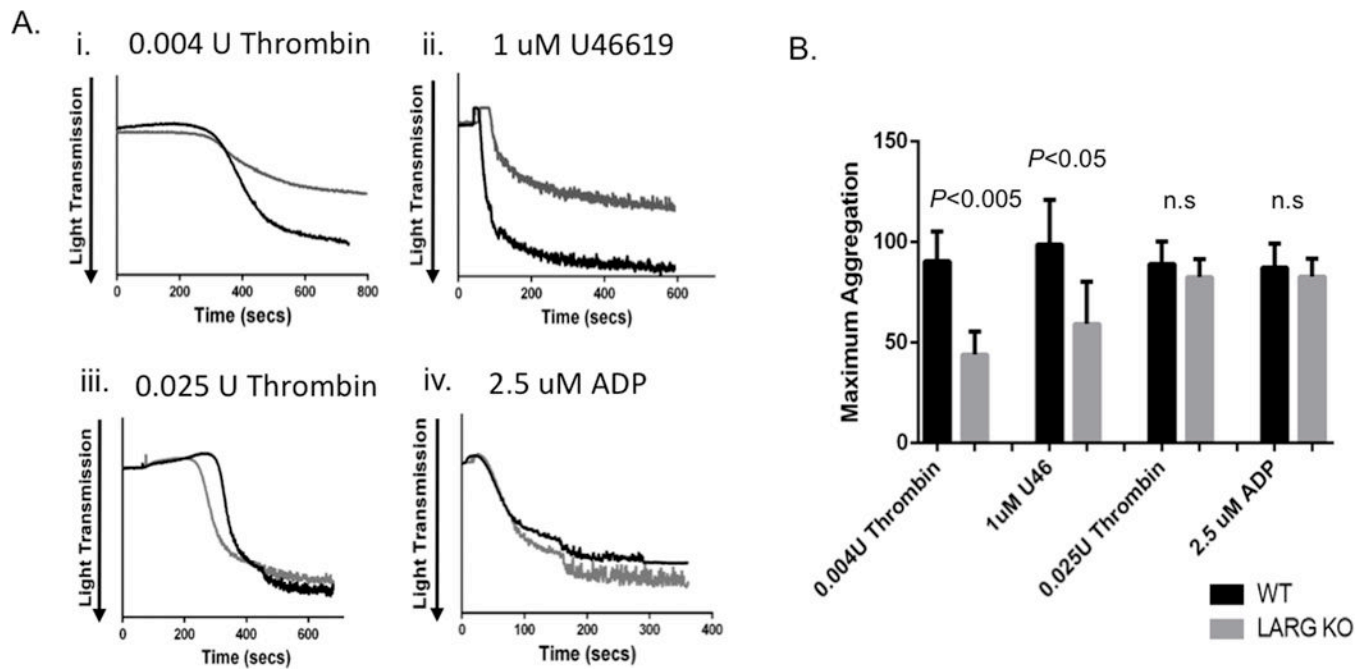 A.
i. 0.004 U Thrombin
Light Transmission
0 200 400 600 800
Time (secs)
ii. 1 uM U46619
Light Transmission
0 200 400 600
Time (secs)
iii. 0.025 U Thrombin
Light Transmission
0 200 400 600
Time (secs)
iv. 2.5 uM ADP
Light Transmission
0 100 200 300 400
Time (secs)
B.
Maximum Aggregation
150
100
50
0
P<0.005
P<0.05
n.s
n.s
0.004U Thrombin
1uM U46
0.025U Thrombin
2.5 uM ADP
WT
LARG KO